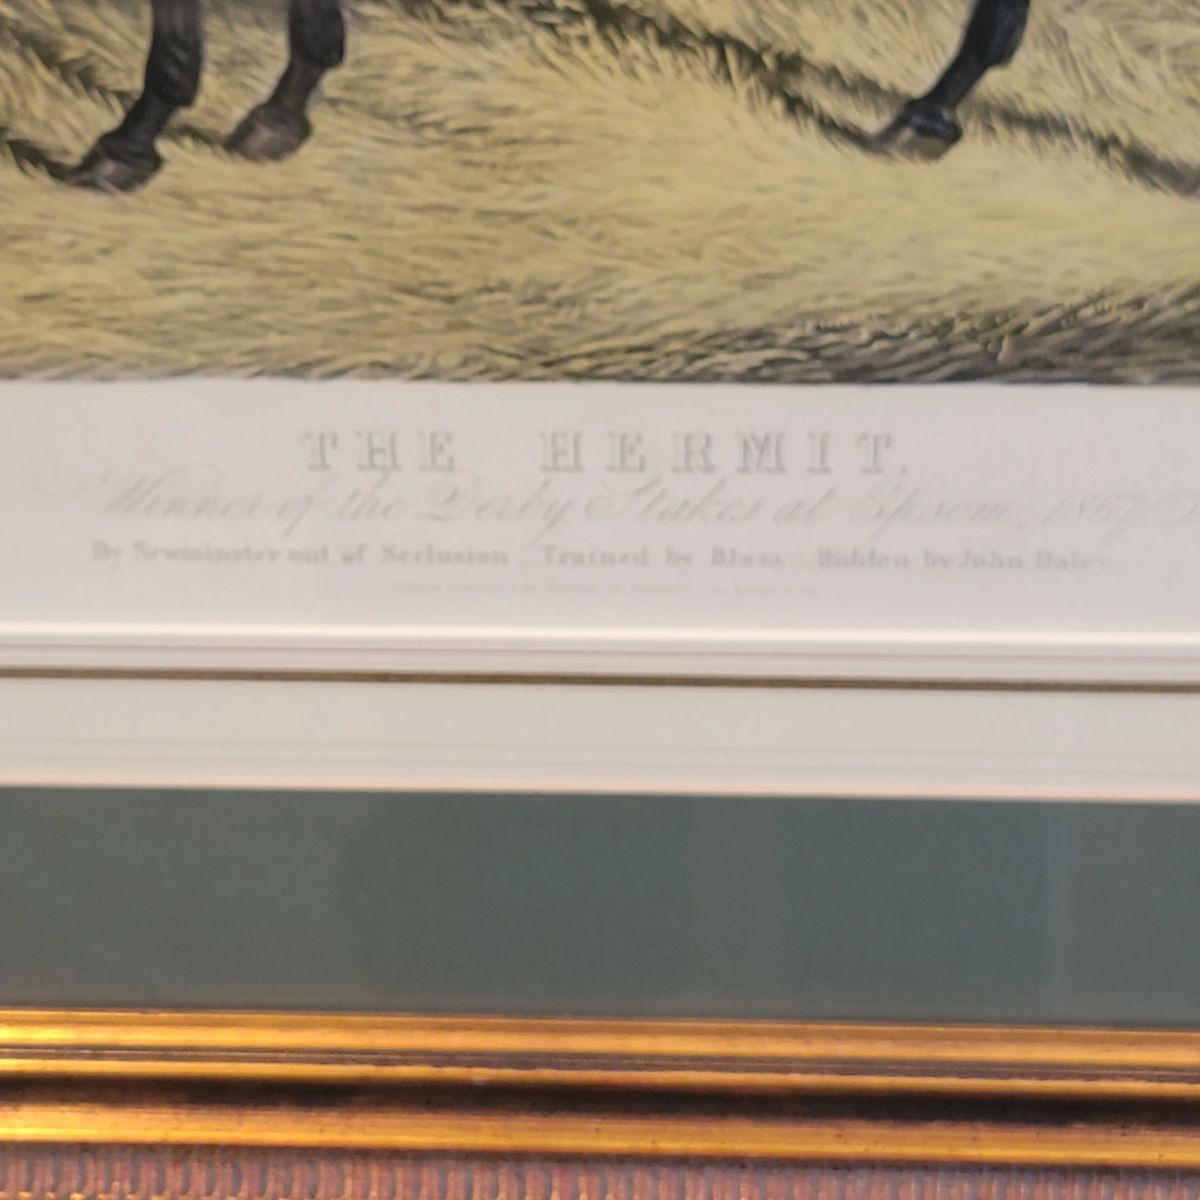 THE HERMIT.
Winner of the Derby Stakes at Epsom, 1867.
By Newminster out of Seclusion Trained by Bloss Ridden by John Daley